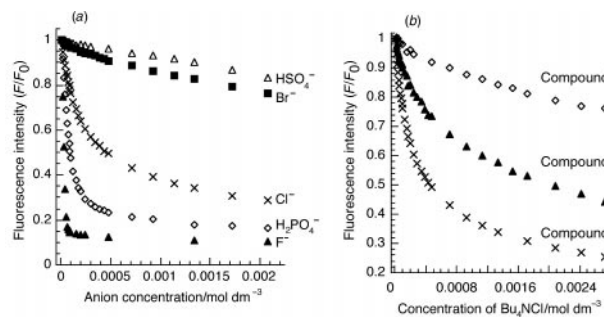 (a)
Fluorescence intensity (F/F₀)
1
0.8
0.6
0.4
0.2
0
0 0.0005 0.001 0.0015 0.002
Anion concentration/mol dm⁻³
HSO₄⁻
Br⁻
Cl⁻
H₂PO₄⁻
F⁻
(b)
Fluorescence intensity (F/F₀)
1
0.9
0.8
0.7
0.6
0.5
0.4
0.3
0.2
0 0.0008 0.0016 0.0024
Concentration of Bu₄NCl/mol dm⁻³
Compound
Compound
Compound